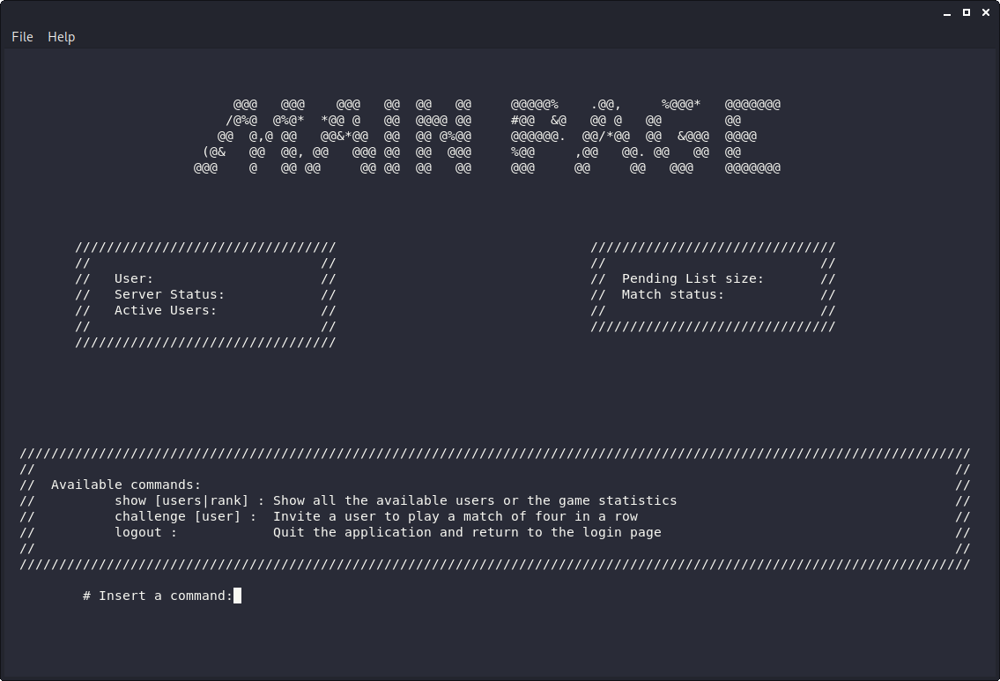 File Help
MAIN PAGE
User:
Server Status:
Active Users:
Pending List size:
Match status:
Available commands:
show [users|rank] : Show all the available users or the game statistics
challenge [user] : Invite a user to play a match of four in a row
logout : Quit the application and return to the login page
# Insert a command: